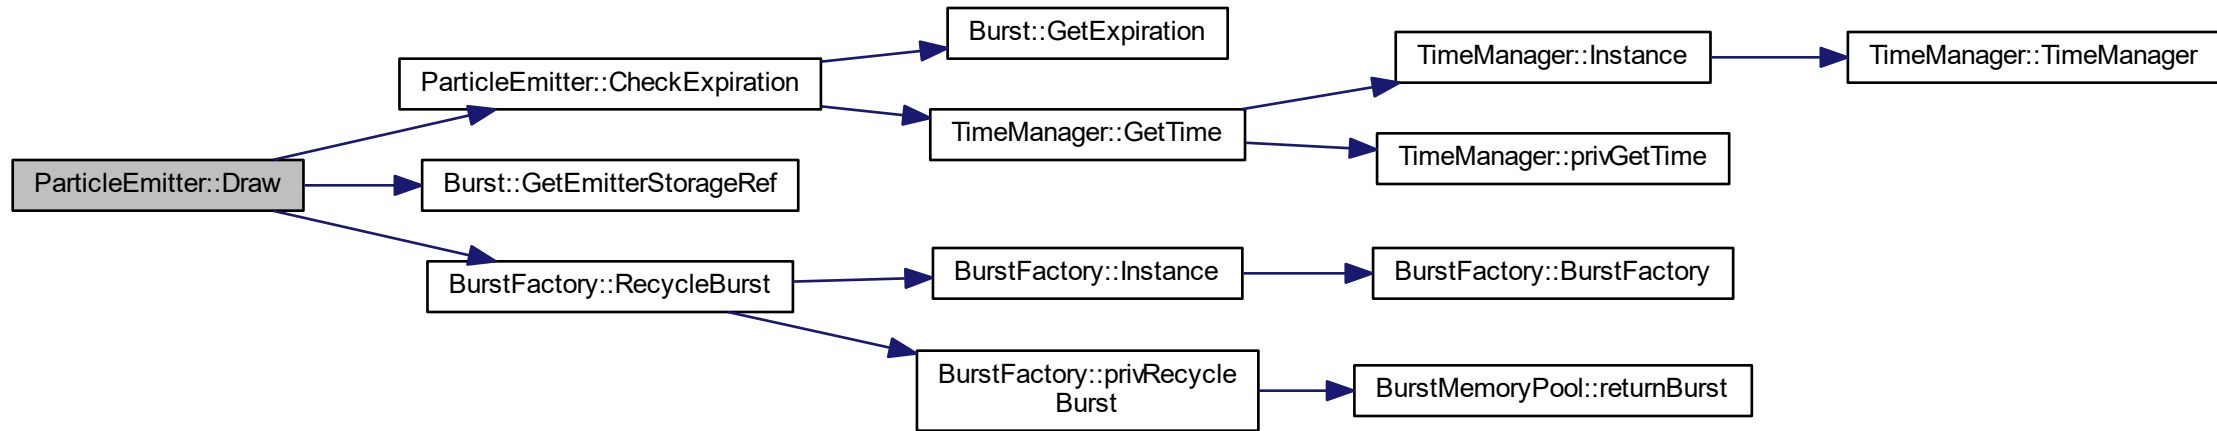 Burst::GetExpiration
TimeManager::Instance
TimeManager::TimeManager
ParticleEmitter::CheckExpiration
TimeManager::GetTime
TimeManager::privGetTime
ParticleEmitter::Draw
Burst::GetEmitterStorageRef
BurstFactory::Instance
BurstFactory::BurstFactory
BurstFactory::RecycleBurst
BurstFactory::privRecycle
Burst
BurstMemoryPool::returnBurst